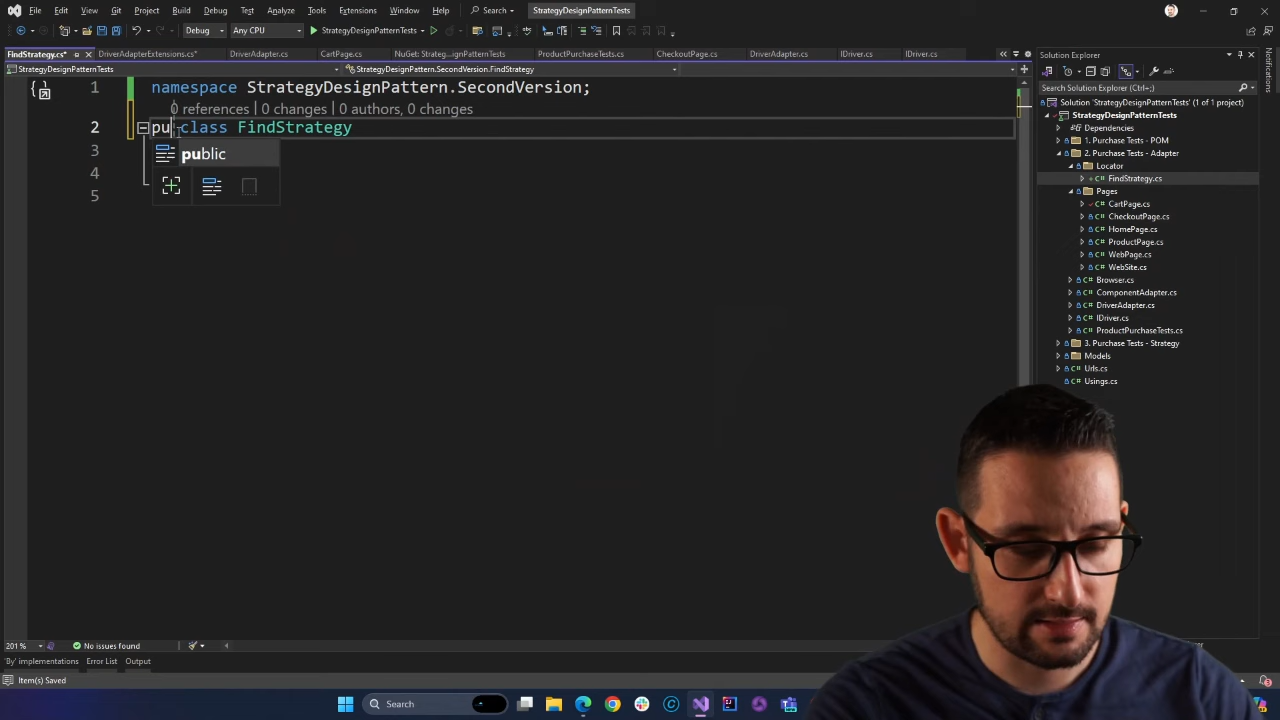 File Edit View Git Project Build Debug Test Analyze Tools Extensions Window Help Search StrategyDesignPattern
Debug Any CPU StrategyDesignPatternTests
FindStrategy.cs* DriverAdapterExtensions.cs* DriverAdapter.cs CartPage.cs NuGet: Strateg...ignPatternTests ProductPurchaseTests.cs CheckoutPage.cs DriverAdapter.cs IDriver.cs IDriver.cs
StrategyDesignPatternTests StrategyDesignPattern.SecondVersion.FindStrategy
1 namespace StrategyDesignPattern.SecondVersion;
0 references | 0 changes | 0 authors, 0 changes
2 pu class FindStrategy
3 public
4
5
Solution Explorer
Search Solution Explorer (Ctrl+;)
Solution 'StrategyDesignPatternTests' (1 of 1 project)
StrategyDesignPatternTests
Dependencies
1. Purchase Tests - POM
2. Purchase Tests - Adapter
Locator
FindStrategy.cs
Pages
CartPage.cs
CheckoutPage.cs
HomePage.cs
ProductPage.cs
WebPage.cs
WebSite.cs
Browser.cs
ComponentAdapter.cs
DriverAdapter.cs
IDriver.cs
ProductPurchaseTests.cs
3. Purchase Tests - Strategy
Models
Urls.cs
Usings.cs
Notifications
201 % No issues found
'By' implementations Error List Output
Item(s) Saved
Search